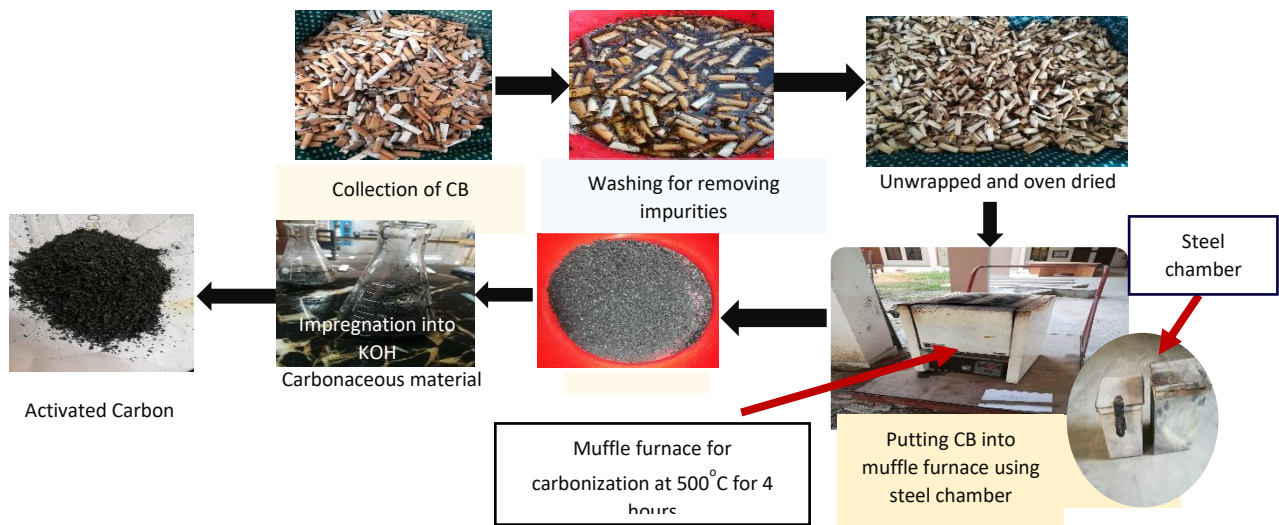 Collection of CB
Washing for removing
impurities
Unwrapped and oven dried
Steel
chamber
Impregnation into
KOH
Carbonaceous material
Activated Carbon
Muffle furnace for
carbonization at 500°C for 4
hours
Putting CB into
muffle furnace using
steel chamber